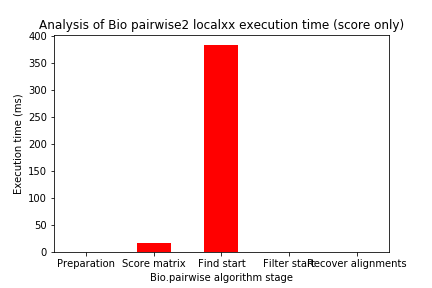 Analysis of Bio pairwise2 localxx execution time (score only)
Execution time (ms)
400
350
300
250
200
150
100
50
0
Preparation Score matrix Find start Filter start Recover alignments
Bio.pairwise algorithm stage